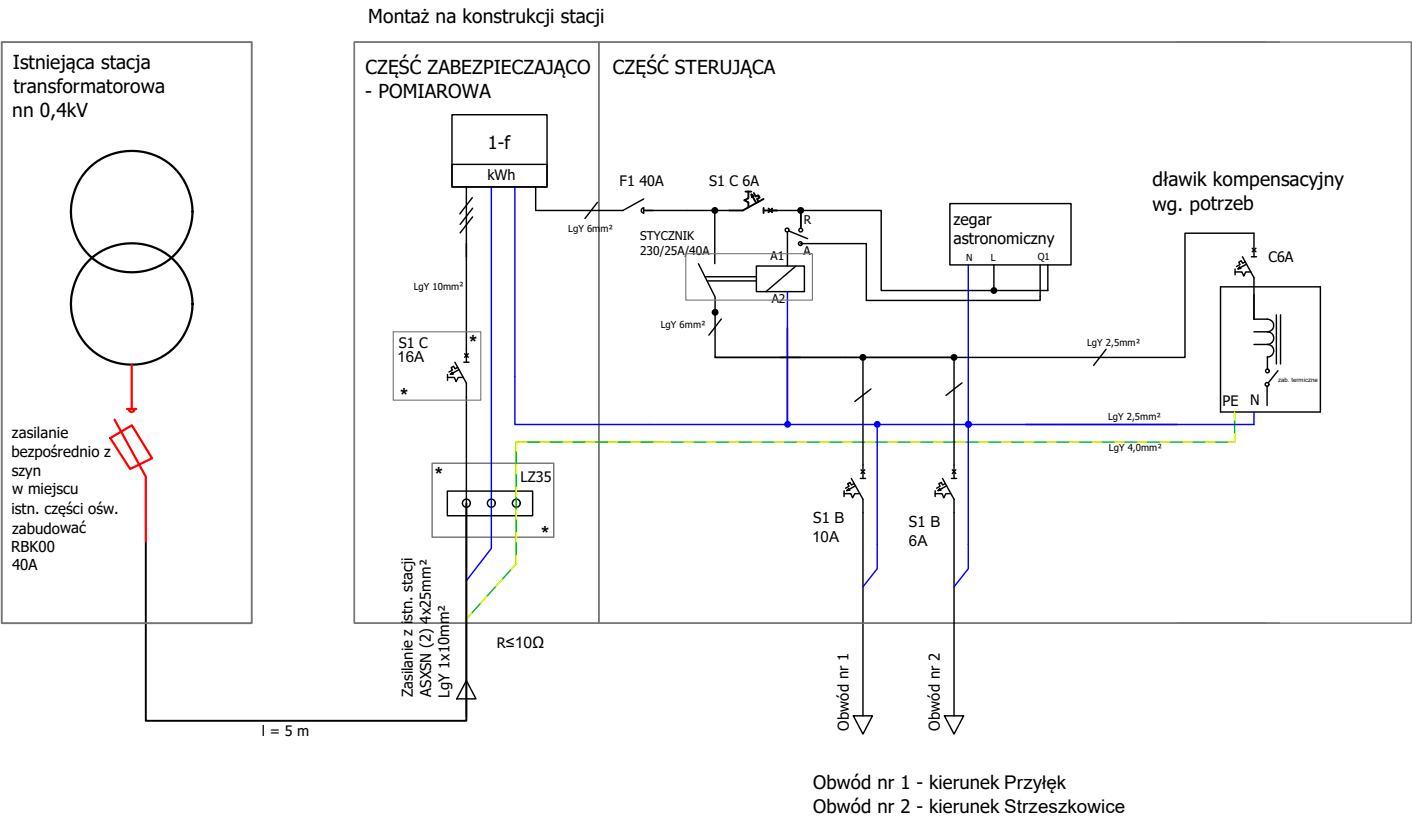 Montaż na konstrukcji stacji
Istniejąca stacja
transformatorowa
nn 0,4kV
zasilanie
bezpośrednio z
szyn
w miejscu
istn. części ośw.
zabudować
RBK00
40A
l = 5 m
CZĘŚĆ ZABEZPIECZAJĄCO
- POMIAROWA
1-f
kWh
LgY 10mm²
S1 C
16A
*
*
*
LZ35
*
Zasilanie z istn. stacji
ASXSN (2) 4x25mm²
LgY 1x10mm²
R≤10Ω
CZĘŚĆ STERUJĄCA
F1 40A
LgY 6mm²
S1 C 6A
STYCZNIK
230/25A/40A
R
A
A1
A2
LgY 6mm²
zegar
astronomiczny
N L Q1
dławik kompensacyjny
wg. potrzeb
C6A
LgY 2,5mm²
zab. termiczne
PE N
LgY 2,5mm²
LgY 4,0mm²
S1 B
10A
S1 B
6A
Obwód nr 1
Obwód nr 2
Obwód nr 1 - kierunek Przyłęk
Obwód nr 2 - kierunek Strzeszkowice